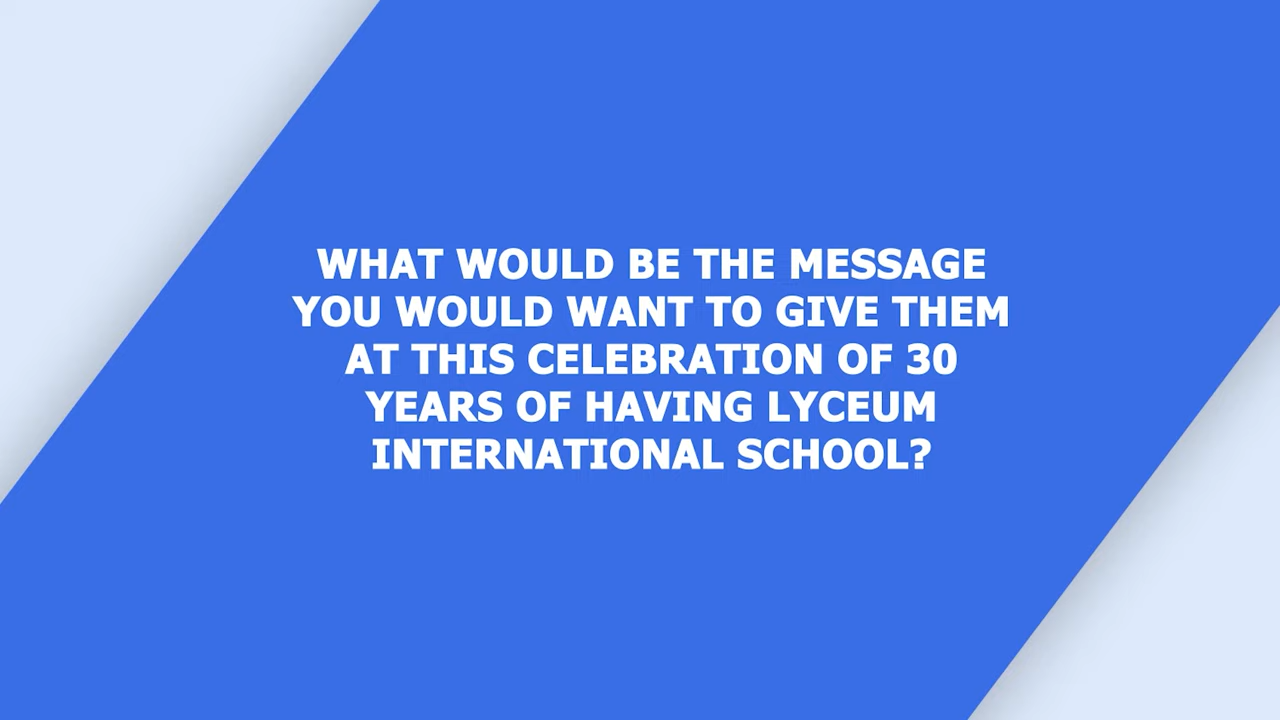 WHAT WOULD BE THE MESSAGE
YOU WOULD WANT TO GIVE THEM
AT THIS CELEBRATION OF 30
YEARS OF HAVING LYCEUM
INTERNATIONAL SCHOOL?